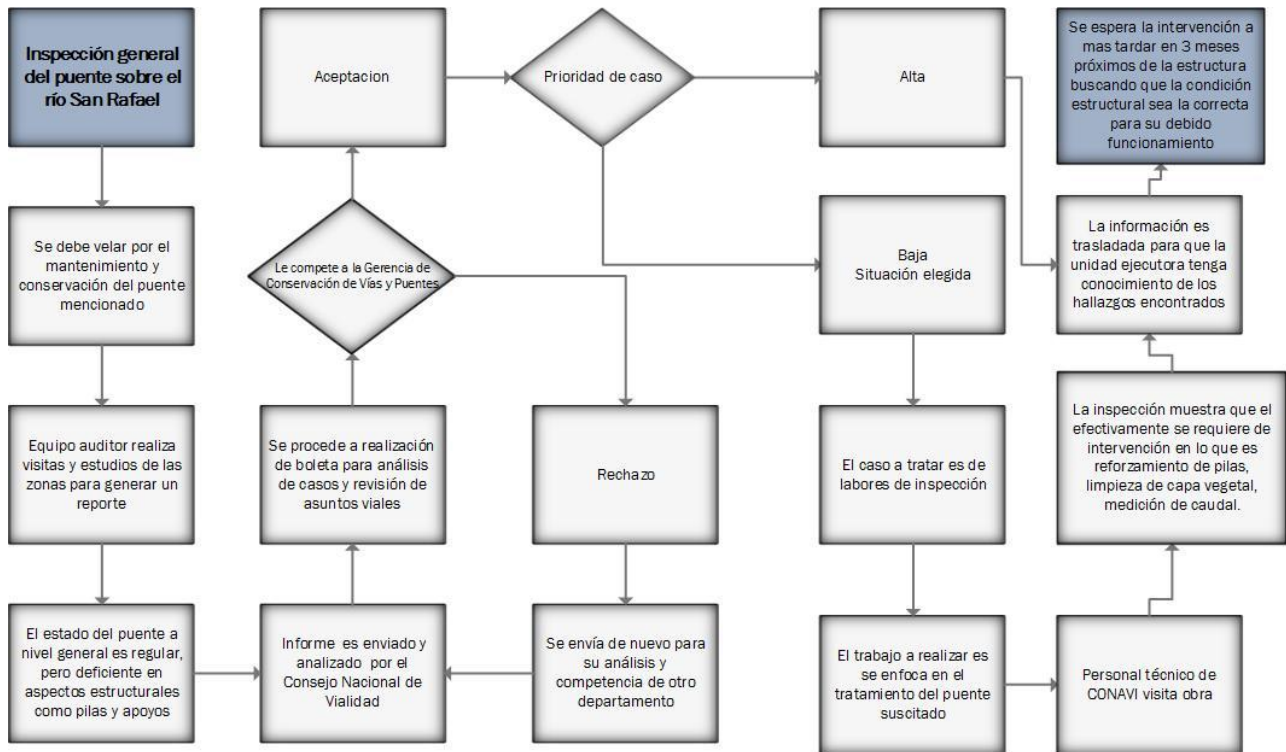 Inspección general
del puente sobre el
río San Rafael
Se debe velar por el
mantenimiento y
conservación del puente
mencionado
Equipo auditor realiza
visitas y estudios de las
zonas para generar un
reporte
El estado del puente a
nivel general es regular,
pero deficiente en
aspectos estructurales
como pilas y apoyos
Informe es enviado y
analizado por el
Consejo Nacional de
Vialidad
Se procede a realización
de boleta para análisis
de casos y revisión de
asuntos viales
Le compete a la Gerencia de
Conservación de Vías y Puentes
Aceptacion
Rechazo
Se envía de nuevo para
su análisis y
competencia de otro
departamento
Prioridad de caso
Alta
Baja
Situación elegida
El caso a tratar es de
labores de inspección
El trabajo a realizar es
se enfoca en el
tratamiento del puente
suscitado
Personal técnico de
CONAVI visita obra
La inspección muestra que el
efectivamente se requiere de
intervención en lo que es
reforzamiento de pilas,
limpieza de capa vegetal,
medición de caudal.
La información es
trasladada para que la
unidad ejecutora tenga
conocimiento de los
hallazgos encontrados
Se espera la intervención a
mas tardar en 3 meses
próximos de la estructura
buscando que la condición
estructural sea la correcta
para su debido
funcionamiento